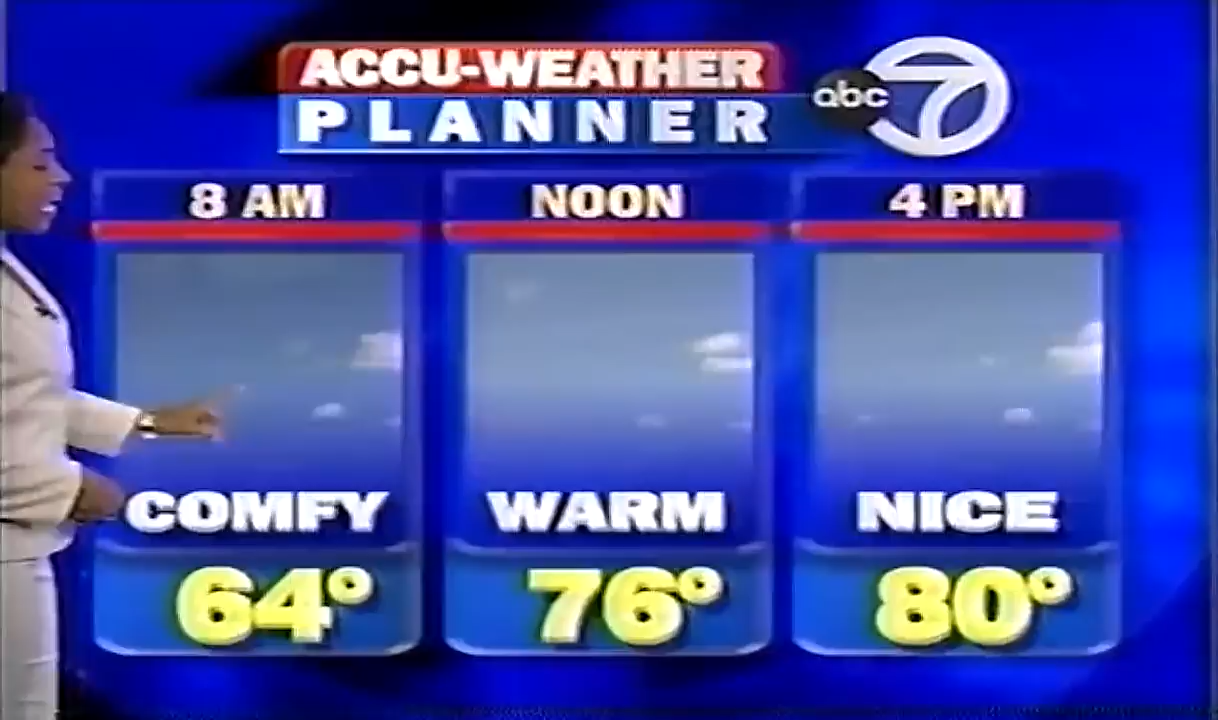 ACCU-WEATHER
PLANNER
abc 7
8 AM
NOON
4 PM
COMFY
WARM
NICE
64°
76°
80°